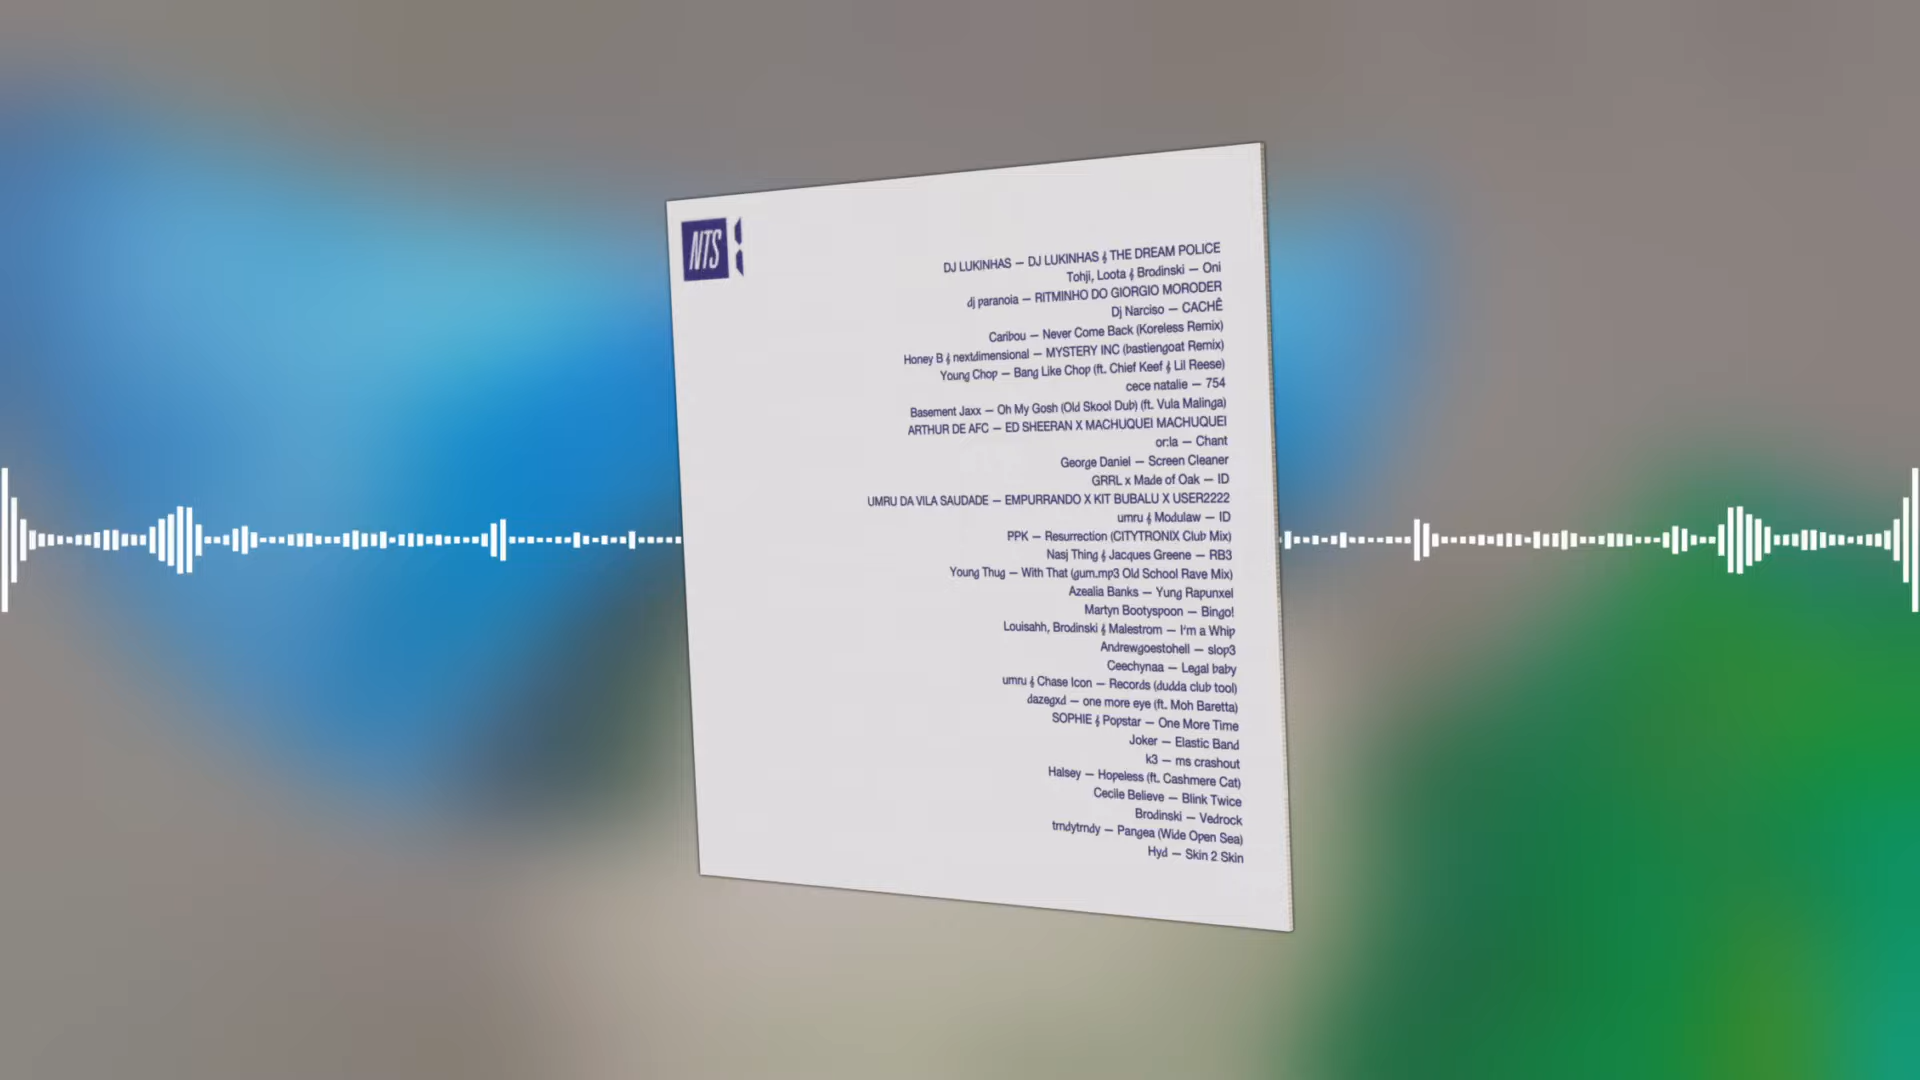 NTS
DJ LUKINHAS — DJ LUKINHAS & THE DREAM POLICE
Tohji, Loota & Brodinski — Oni
dj paranoia — RITMINHO DO GIORGIO MORODER
Dj Narciso — CACHÊ
Caribou — Never Come Back (Koreless Remix)
Honey B & nextdimensional — MYSTERY INC (bastiengoat Remix)
Young Chop — Bang Like Chop (ft. Chief Keef & Lil Reese)
cece natalie — 754
Basement Jaxx — Oh My Gosh (Old Skool Dub) (ft. Vula Malinga)
ARTHUR DE AFC — ED SHEERAN X MACHUQUEI MACHUQUEI
or:la — Chant
George Daniel — Screen Cleaner
GRRL x Made of Oak — ID
UMRU DA VILA SAUDADE — EMPURRANDO X KIT BUBALU X USER2222
umru & Modulaw — ID
PPK — Resurrection (CITYTRONIX Club Mix)
Nasj Thing & Jacques Greene — RB3
Young Thug — With That (gum.mp3 Old School Rave Mix)
Azealia Banks — Yung Rapunxel
Martyn Bootyspoon — Bingo!
Louisahh, Brodinski & Malestrom — I'm a Whip
Andrewgoestohell — slop3
Ceechynaa — Legal baby
umru & Chase Icon — Records (dudda club tool)
dazegxd — one more eye (ft. Moh Baretta)
SOPHIE & Popstar — One More Time
Joker — Elastic Band
k3 — ms crashout
Halsey — Hopeless (ft. Cashmere Cat)
Cecile Believe — Blink Twice
Brodinski — Vedrock
trndytrndy — Pangea (Wide Open Sea)
Hyd — Skin 2 Skin